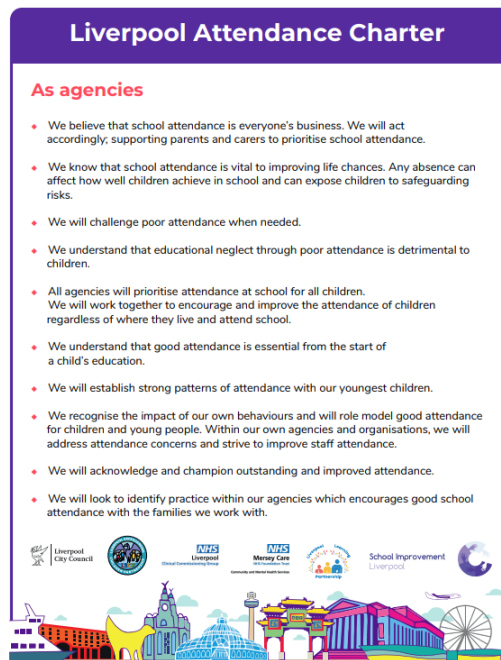 Liverpool Attendance Charter
As agencies
We believe that school attendance is everyone's business. We will act
accordingly; supporting parents and carers to prioritise school attendance.
We know that school attendance is vital to improving life chances. Any absence can
affect how well children achieve in school and can expose children to safeguarding
risks.
We will challenge poor attendance when needed.
We understand that educational neglect through poor attendance is detrimental to
children.
All agencies will prioritise attendance at school for all children.
We will work together to encourage and improve the attendance of children
regardless of where they live and attend school.
We understand that good attendance is essential from the start of
a child's education.
We will establish strong patterns of attendance with our youngest children.
We recognise the impact of our own behaviours and will role model good attendance
for children and young people. Within our own agencies and organisations, we will
address attendance concerns and strive to improve staff attendance.
We will acknowledge and champion outstanding and improved attendance.
We will look to identify practice within our agencies which encourages good school
attendance with the families we work with.
Liverpool
City Council
NHS
Liverpool
Clinical Commissioning Group
NHS
Mersey Care
NHS Foundation Trust
Community and Mental Health Services
Liverpool Learning
Partnership
School Improvement
Liverpool